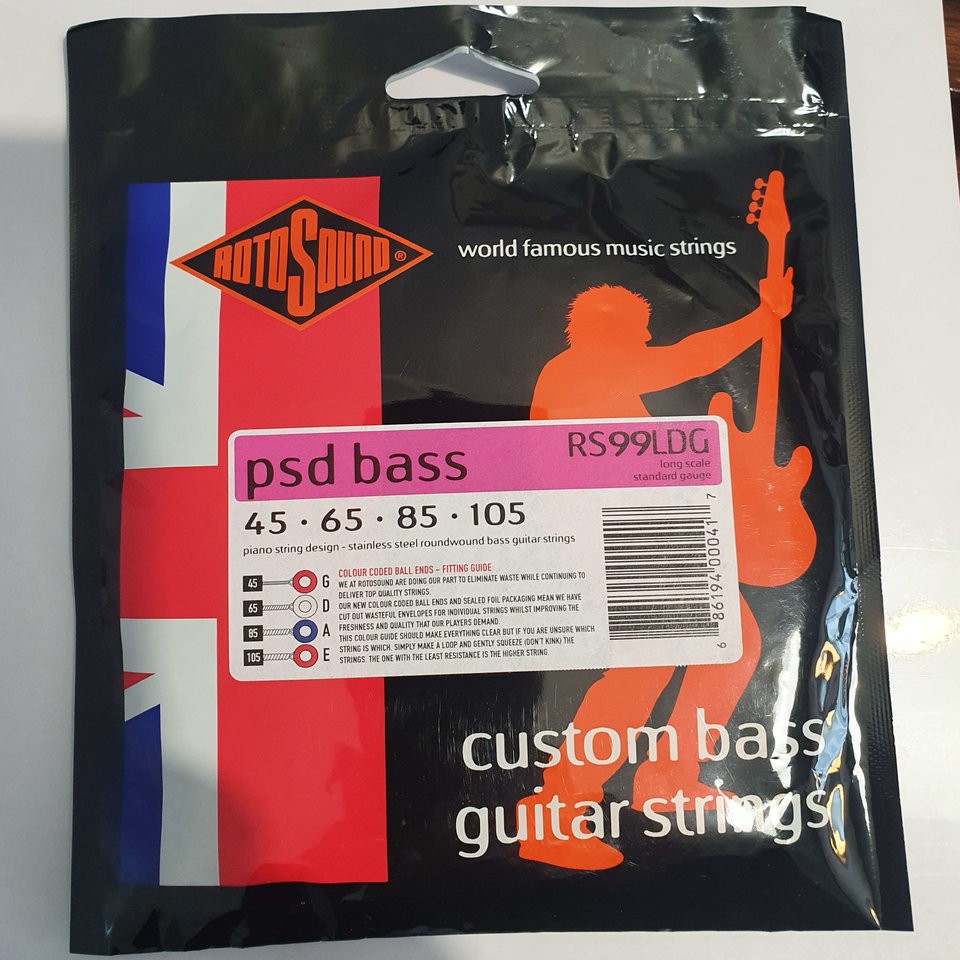 ROTOSOUND®
world famous music strings
psd bass
RS99LDG
long scale
standard gauge
45 · 65 · 85 · 105
piano string design - stainless steel roundwound bass guitar strings
COLOUR CODED BALL ENDS - FITTING GUIDE
WE AT ROTOSOUND ARE DOING OUR PART TO ELIMINATE WASTE WHILE CONTINUING TO
DELIVER TOP QUALITY STRINGS.
OUR NEW COLOUR CODED BALL ENDS AND SEALED FOIL PACKAGING MEAN WE HAVE
CUT OUT WASTEFUL ENVELOPES FOR INDIVIDUAL STRINGS WHILST IMPROVING THE
FRESHNESS AND QUALITY THAT OUR PLAYERS DEMAND.
THIS COLOUR GUIDE SHOULD MAKE EVERYTHING CLEAR BUT IF YOU ARE UNSURE WHICH
STRING IS WHICH, SIMPLY MAKE A LOOP AND GENTLY SQUEEZE (DON'T KINK) THE
STRINGS. THE ONE WITH THE LEAST RESISTANCE IS THE HIGHER STRING.
45 G
65 D
85 A
105 E
6 86194 00041 7
custom bass
guitar strings